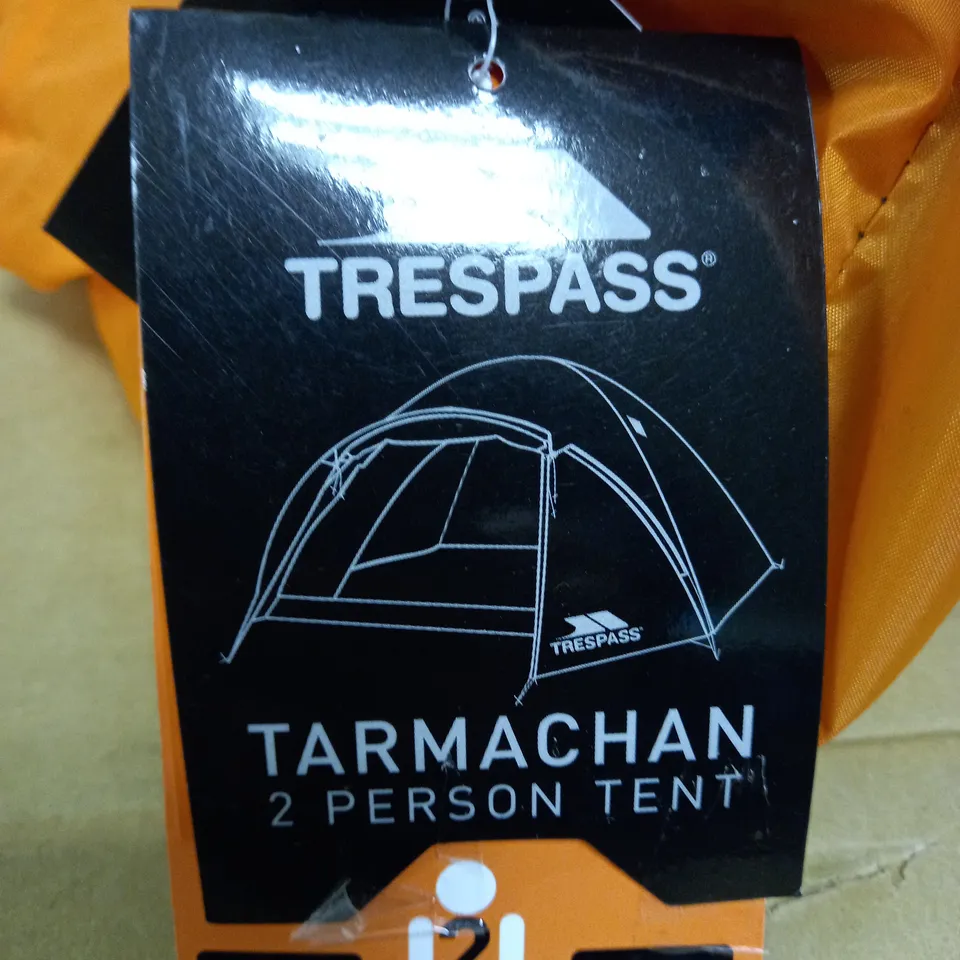 TRESPASS®
TRESPASS®
TARMACHAN
2 PERSON TENT
2